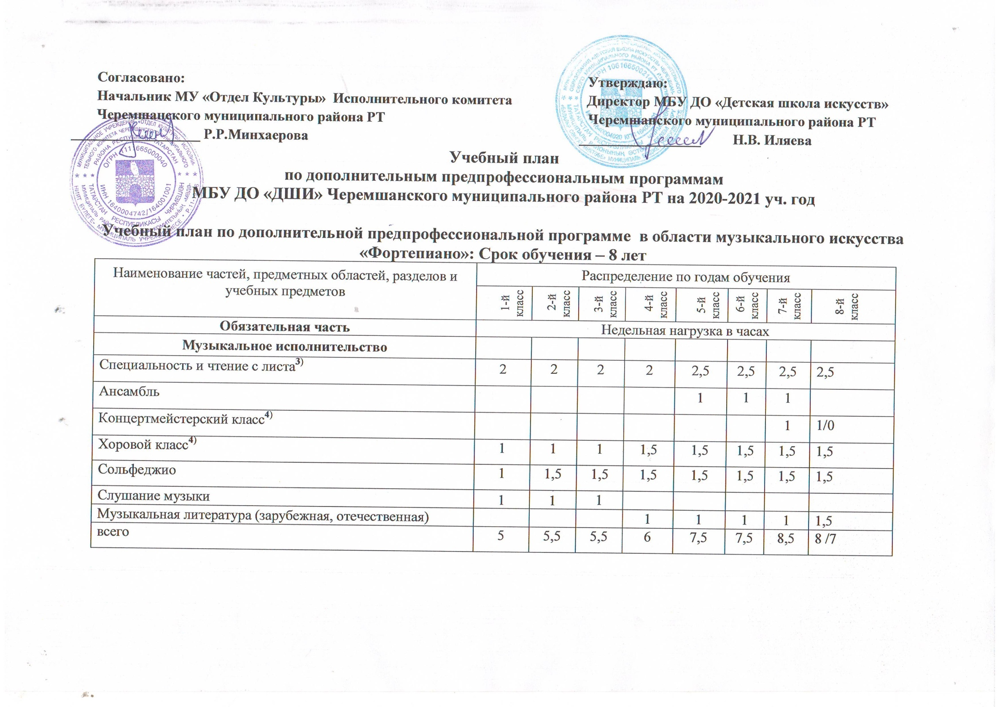 Согласовано:
Начальник МУ «Отдел Культуры» Исполнительного комитета
Черемшанского муниципального района РТ
Р.Р.Минхаерова
Утверждаю:
Директор МБУ ДО «Детская школа искусств»
Черемшанского муниципального района РТ
Н.В. Иляева
ОГРН 1111665000040
ИНН 1640004742/164001001
Учебный план
по дополнительным предпрофессиональным программам
МБУ ДО «ДШИ» Черемшанского муниципального района РТ на 2020-2021 уч. год
Учебный план по дополнительной предпрофессиональной программе в области музыкального искусства
«Фортепиано»: Срок обучения – 8 лет
Наименование частей, предметных областей, разделов и
учебных предметов
Распределение по годам обучения
1-й класс 2-й класс 3-й класс 4-й класс 5-й класс 6-й класс 7-й класс 8-й класс
Обязательная часть Недельная нагрузка в часах
Музыкальное исполнительство
Специальность и чтение с листа3) 2 2 2 2 2,5 2,5 2,5 2,5
Ансамбль 1 1 1
Концертмейстерский класс4) 1 1/0
Хоровой класс4) 1 1 1 1,5 1,5 1,5 1,5 1,5
Сольфеджио 1 1,5 1,5 1,5 1,5 1,5 1,5 1,5
Слушание музыки 1 1 1
Музыкальная литература (зарубежная, отечественная) 1 1 1 1 1,5
всего 5 5,5 5,5 6 7,5 7,5 8,5 8 /7